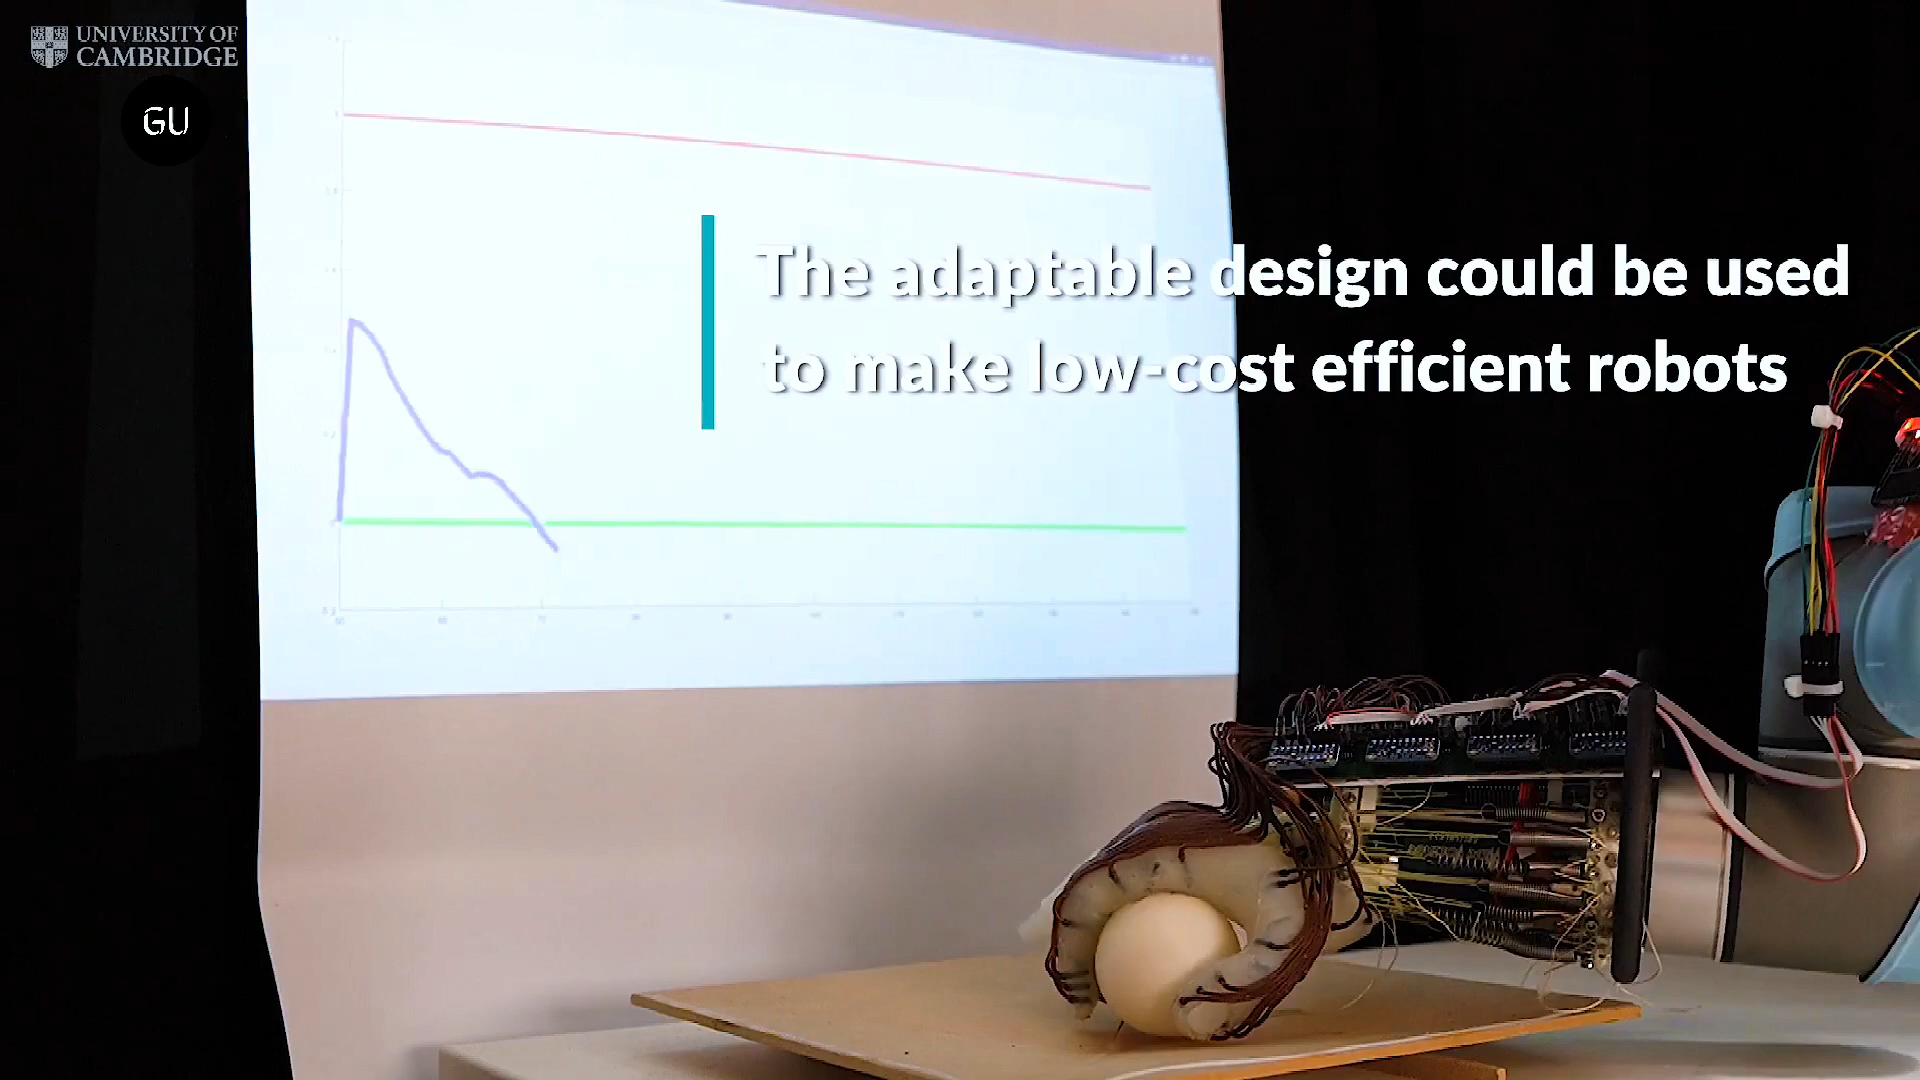 UNIVERSITY OF
CAMBRIDGE
GU
The adaptable design could be used
to make low-cost efficient robots